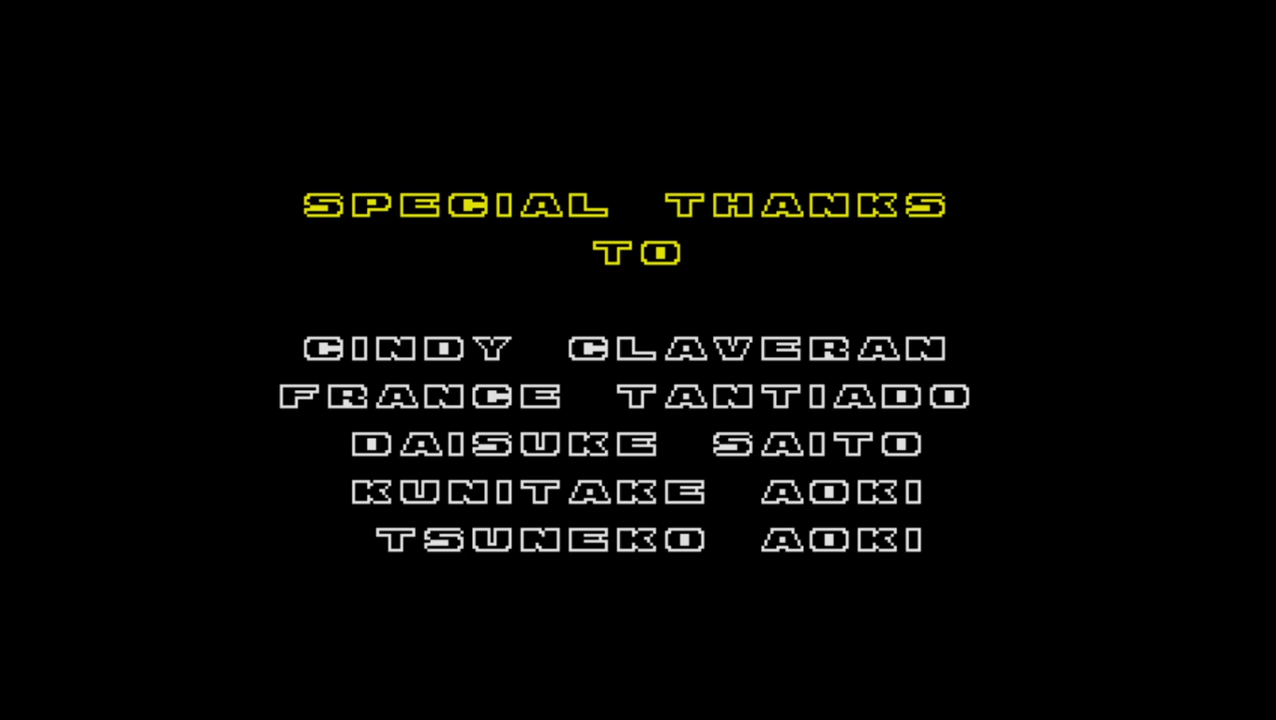 SPECIAL THANKS
TO
CINDY CLAVERAN
FRANCE TANTIADO
DAISUKE SAITO
KUNITAKE AOKI
TSUNEKO AOKI